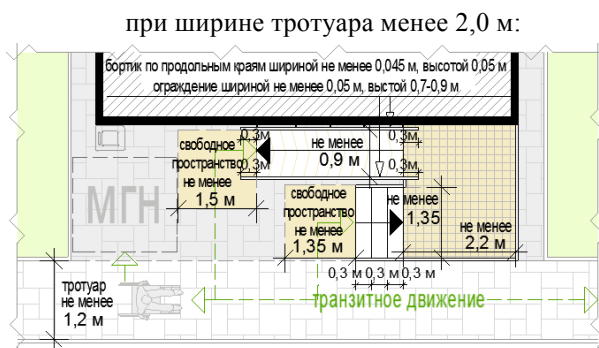 при ширине тротуара менее 2,0 м:
бортик по продольным краям шириной не менее 0,045 м, высотой 0,05 м
ограждение шириной не менее 0,05 м, выстой 0,7-0,9 м
0,3м
не менее
0,9 м
0,3м
0,3м
0,3м
свободное
пространство
не менее
1,5 м
МГН
свободное
пространство
не менее
1,35 м
не менее
1,35
не менее
2,2 м
0,3 м 0,3 м 0,3 м
тротуар
не менее
1,2 м
транзитное движение